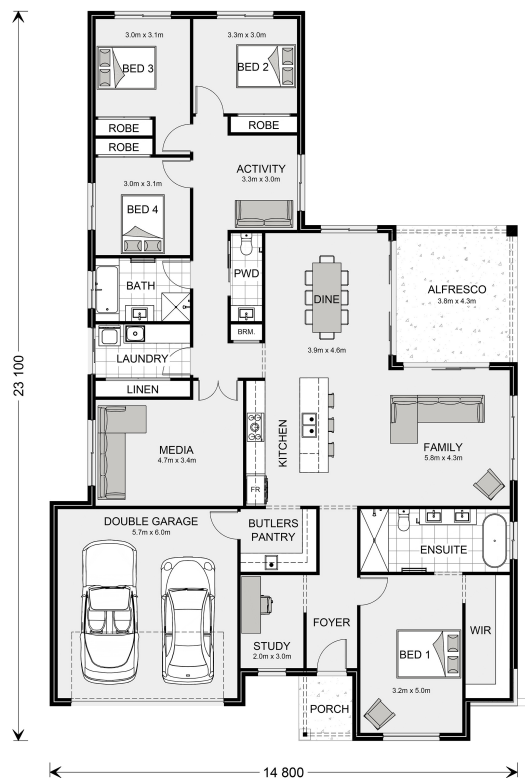 3.0m x 3.1m
BED 3
3.3m x 3.0m
BED 2
ROBE
ROBE
ROBE
ACTIVITY
3.3m x 3.0m
3.0m x 3.1m
BED 4
BATH
PWD
DINE
ALFRESCO
3.8m x 4.3m
BRM.
3.9m x 4.6m
LAUNDRY
LINEN
23 100
MEDIA
4.7m x 3.4m
KITCHEN
FAMILY
5.8m x 4.3m
FR
DOUBLE GARAGE
5.7m x 6.0m
BUTLERS
PANTRY
ENSUITE
FOYER
STUDY
2.0m x 3.0m
WIR
BED 1
3.2m x 5.0m
PORCH
14 800